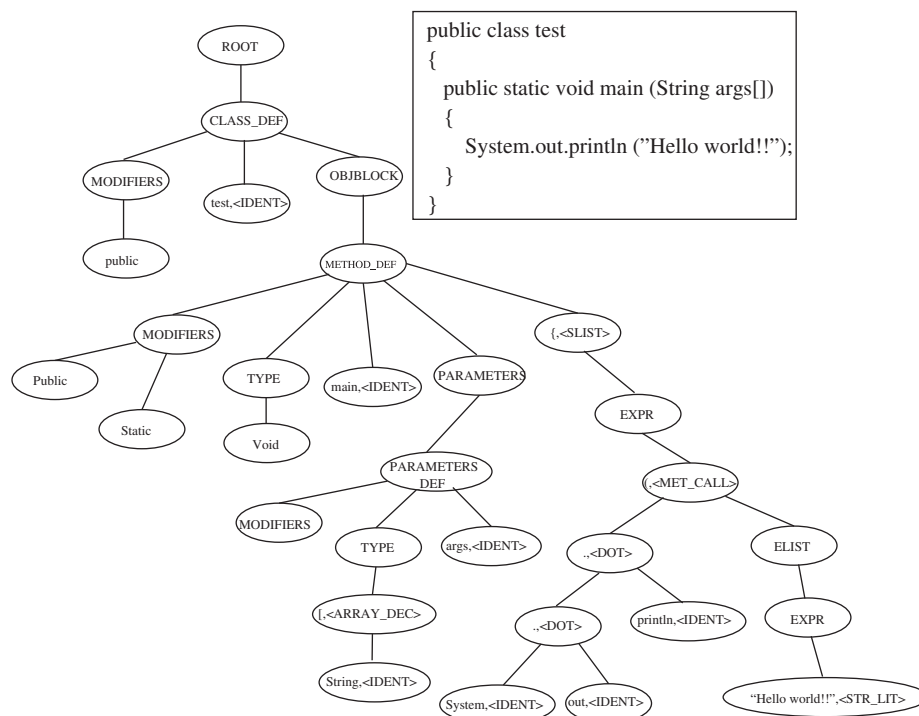 ROOT
public class test
{
public static void main (String args[])
{
System.out.println (”Hello world!!”);
}
}
CLASS_DEF
MODIFIERS
test,<IDENT>
OBJBLOCK
public
METHOD_DEF
MODIFIERS
{,<SLIST>
Public
TYPE
main,<IDENT>
PARAMETERS
Static
Void
EXPR
PARAMETERS
DEF
(,<MET_CALL>
MODIFIERS
TYPE
args,<IDENT>
.,<DOT>
ELIST
[,<ARRAY_DEC>
.,<DOT>
println,<IDENT>
EXPR
String,<IDENT>
System,<IDENT>
out,<IDENT>
“Hello world!!”,<STR_LIT>